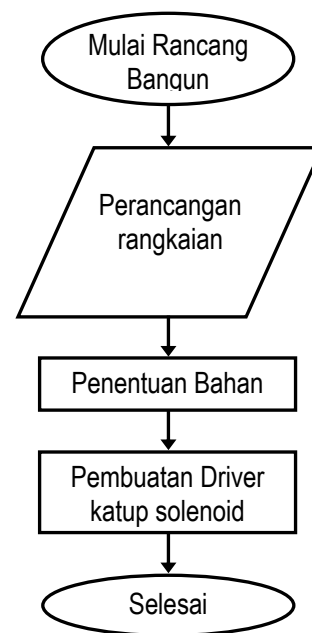 Mulai Rancang
Bangun
Perancangan
rangkaian
Penentuan Bahan
Pembuatan Driver
katup solenoid
Selesai